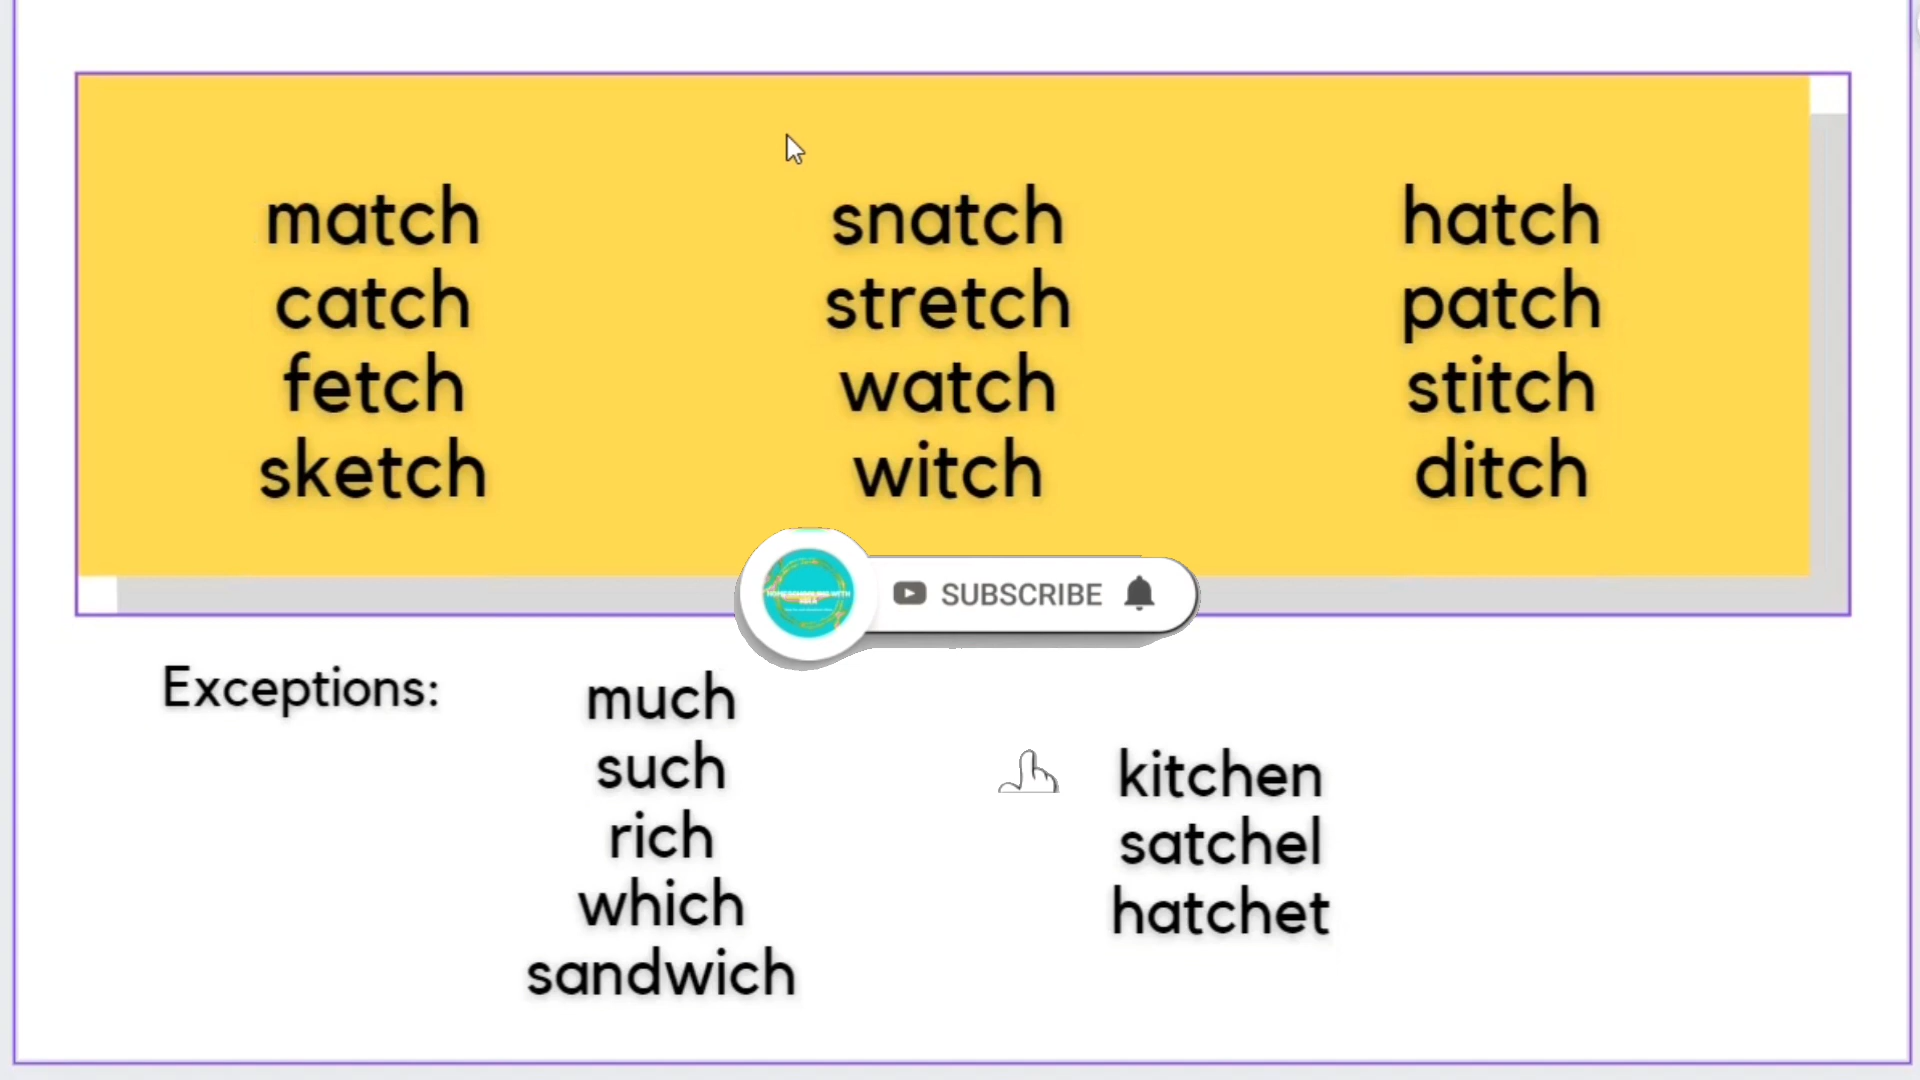 match
catch
fetch
sketch
snatch
stretch
watch
witch
hatch
patch
stitch
ditch
SUBSCRIBE
Exceptions:
much
such
rich
which
sandwich
kitchen
satchel
hatchet